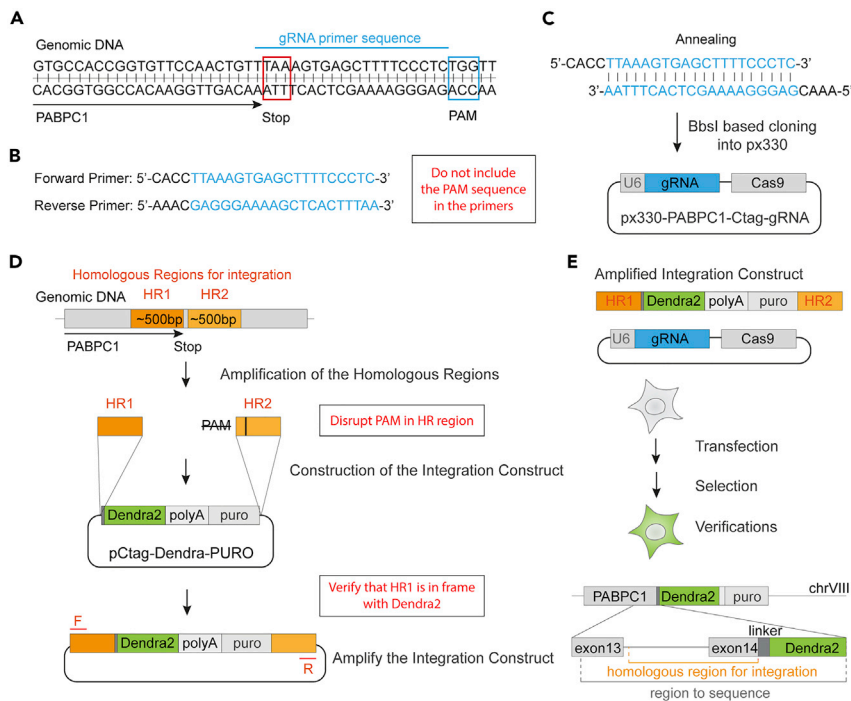 A
Genomic DNA
gRNA primer sequence
GTGCCACCGGTGTTCCAACTGTTTAAAGTGAGCTTTTCCCTCTGGTT
CACGGTGGCCACAAGGTTGACAAATTTCACTCGAAAAGGGAGACCAA
PABPC1
Stop
PAM
B
Forward Primer: 5’-CACCTTAAAGTGAGCTTTTCCCTC-3’
Reverse Primer: 5’-AAACGAGGGAAAAGCTCACTTTAA-3’
Do not include
the PAM sequence
in the primers
C
Annealing
5’-CACCTTAAAGTGAGCTTTTCCCTC-3’
3’-AATTTCACTCGAAAAGGGAGCAAA-5’
BbsI based cloning
into px330
U6 gRNA Cas9
px330-PABPC1-Ctag-gRNA
D
Homologous Regions for integration
Genomic DNA HR1 HR2
~500bp ~500bp
PABPC1 Stop
Amplification of the Homologous Regions
HR1 HR2
PAM
Disrupt PAM in HR region
Construction of the Integration Construct
Dendra2 polyA puro
pCtag-Dendra-PURO
Verify that HR1 is in frame
with Dendra2
F
Dendra2 polyA puro
R
Amplify the Integration Construct
E
Amplified Integration Construct
HR1 Dendra2 polyA puro HR2
U6 gRNA Cas9
Transfection
Selection
Verifications
chrVIII
PABPC1 Dendra2 puro
linker
exon13 exon14 Dendra2
homologous region for integration
region to sequence